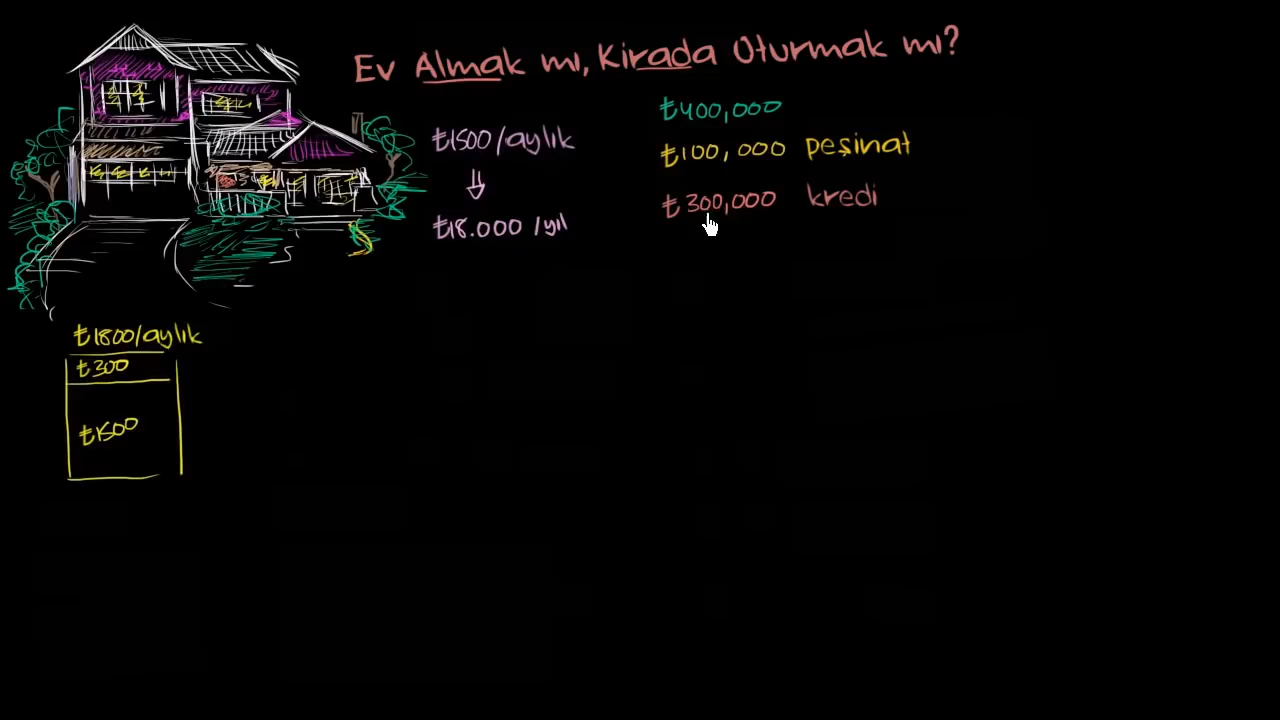 Ev Almak mı, Kirada Oturmak mı?
₺1500/aylık
₺18.000 /yıl
₺400,000
₺100,000 peşinat
₺300,000 kredi
₺1800/aylık
₺300
₺1500